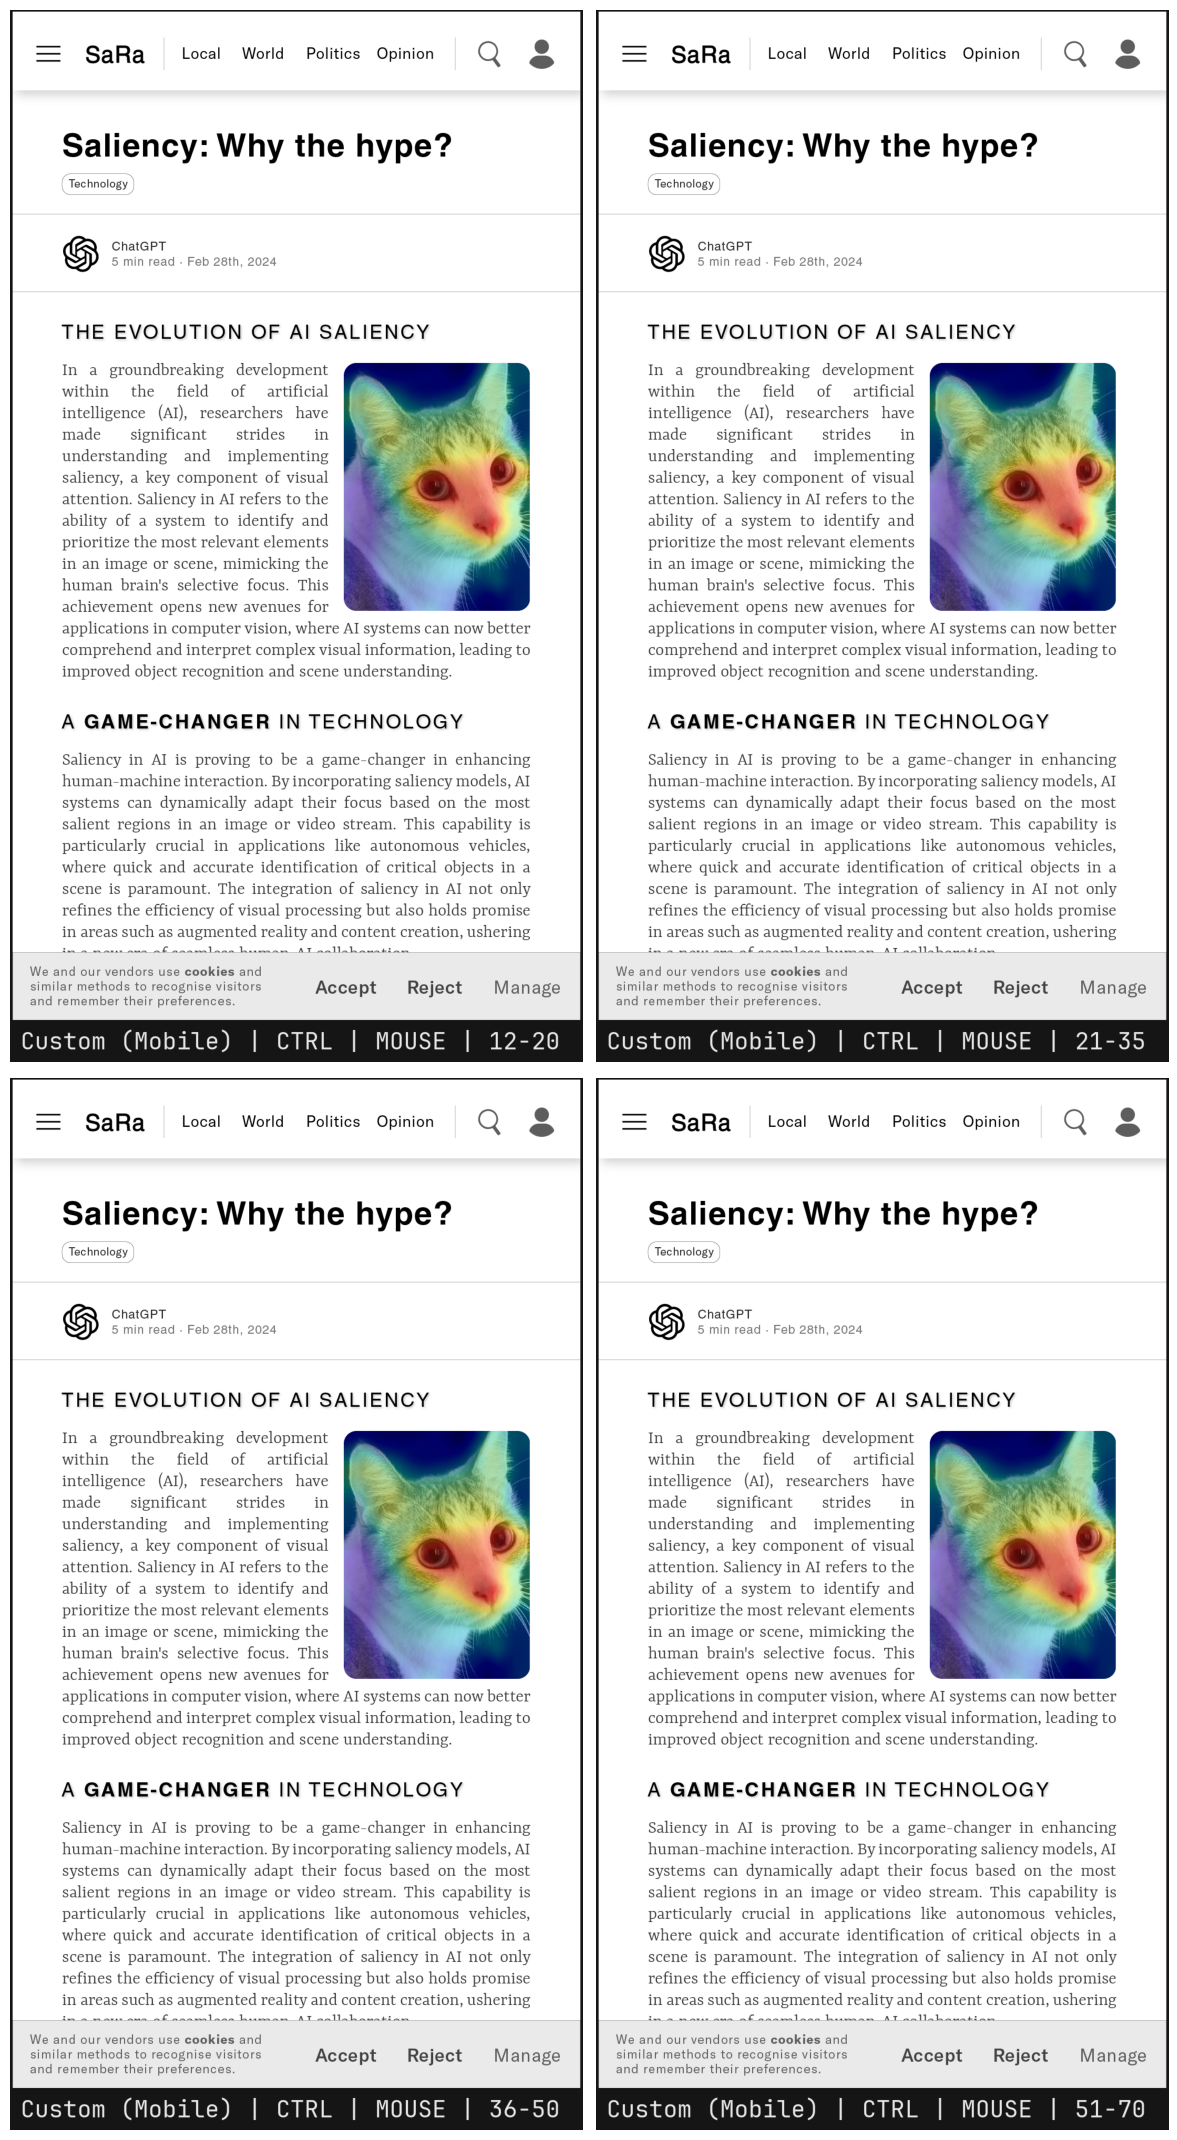 SaRa Local World Politics Opinion
Saliency: Why the hype?
Technology
ChatGPT
5 min read · Feb 28th, 2024
THE EVOLUTION OF AI SALIENCY
In a groundbreaking development
within the field of artificial
intelligence (AI), researchers have
made significant strides in
understanding and implementing
saliency, a key component of visual
attention. Saliency in AI refers to the
ability of a system to identify and
prioritize the most relevant elements
in an image or scene, mimicking the
human brain's selective focus. This
achievement opens new avenues for
applications in computer vision, where AI systems can now better
comprehend and interpret complex visual information, leading to
improved object recognition and scene understanding.
A GAME-CHANGER IN TECHNOLOGY
Saliency in AI is proving to be a game-changer in enhancing
human-machine interaction. By incorporating saliency models, AI
systems can dynamically adapt their focus based on the most
salient regions in an image or video stream. This capability is
particularly crucial in applications like autonomous vehicles,
where quick and accurate identification of critical objects in a
scene is paramount. The integration of saliency in AI not only
refines the efficiency of visual processing but also holds promise
in areas such as augmented reality and content creation, ushering
in a new era of seamless human-AI collaboration.
We and our vendors use cookies and
similar methods to recognise visitors
and remember their preferences.
Accept Reject Manage
Custom (Mobile) | CTRL | MOUSE | 12-20
SaRa Local World Politics Opinion
Saliency: Why the hype?
Technology
ChatGPT
5 min read · Feb 28th, 2024
THE EVOLUTION OF AI SALIENCY
In a groundbreaking development
within the field of artificial
intelligence (AI), researchers have
made significant strides in
understanding and implementing
saliency, a key component of visual
attention. Saliency in AI refers to the
ability of a system to identify and
prioritize the most relevant elements
in an image or scene, mimicking the
human brain's selective focus. This
achievement opens new avenues for
applications in computer vision, where AI systems can now better
comprehend and interpret complex visual information, leading to
improved object recognition and scene understanding.
A GAME-CHANGER IN TECHNOLOGY
Saliency in AI is proving to be a game-changer in enhancing
human-machine interaction. By incorporating saliency models, AI
systems can dynamically adapt their focus based on the most
salient regions in an image or video stream. This capability is
particularly crucial in applications like autonomous vehicles,
where quick and accurate identification of critical objects in a
scene is paramount. The integration of saliency in AI not only
refines the efficiency of visual processing but also holds promise
in areas such as augmented reality and content creation, ushering
in a new era of seamless human-AI collaboration.
We and our vendors use cookies and
similar methods to recognise visitors
and remember their preferences.
Accept Reject Manage
Custom (Mobile) | CTRL | MOUSE | 21-35
SaRa Local World Politics Opinion
Saliency: Why the hype?
Technology
ChatGPT
5 min read · Feb 28th, 2024
THE EVOLUTION OF AI SALIENCY
In a groundbreaking development
within the field of artificial
intelligence (AI), researchers have
made significant strides in
understanding and implementing
saliency, a key component of visual
attention. Saliency in AI refers to the
ability of a system to identify and
prioritize the most relevant elements
in an image or scene, mimicking the
human brain's selective focus. This
achievement opens new avenues for
applications in computer vision, where AI systems can now better
comprehend and interpret complex visual information, leading to
improved object recognition and scene understanding.
A GAME-CHANGER IN TECHNOLOGY
Saliency in AI is proving to be a game-changer in enhancing
human-machine interaction. By incorporating saliency models, AI
systems can dynamically adapt their focus based on the most
salient regions in an image or video stream. This capability is
particularly crucial in applications like autonomous vehicles,
where quick and accurate identification of critical objects in a
scene is paramount. The integration of saliency in AI not only
refines the efficiency of visual processing but also holds promise
in areas such as augmented reality and content creation, ushering
in a new era of seamless human-AI collaboration.
We and our vendors use cookies and
similar methods to recognise visitors
and remember their preferences.
Accept Reject Manage
Custom (Mobile) | CTRL | MOUSE | 36-50
SaRa Local World Politics Opinion
Saliency: Why the hype?
Technology
ChatGPT
5 min read · Feb 28th, 2024
THE EVOLUTION OF AI SALIENCY
In a groundbreaking development
within the field of artificial
intelligence (AI), researchers have
made significant strides in
understanding and implementing
saliency, a key component of visual
attention. Saliency in AI refers to the
ability of a system to identify and
prioritize the most relevant elements
in an image or scene, mimicking the
human brain's selective focus. This
achievement opens new avenues for
applications in computer vision, where AI systems can now better
comprehend and interpret complex visual information, leading to
improved object recognition and scene understanding.
A GAME-CHANGER IN TECHNOLOGY
Saliency in AI is proving to be a game-changer in enhancing
human-machine interaction. By incorporating saliency models, AI
systems can dynamically adapt their focus based on the most
salient regions in an image or video stream. This capability is
particularly crucial in applications like autonomous vehicles,
where quick and accurate identification of critical objects in a
scene is paramount. The integration of saliency in AI not only
refines the efficiency of visual processing but also holds promise
in areas such as augmented reality and content creation, ushering
in a new era of seamless human-AI collaboration.
We and our vendors use cookies and
similar methods to recognise visitors
and remember their preferences.
Accept Reject Manage
Custom (Mobile) | CTRL | MOUSE | 51-70